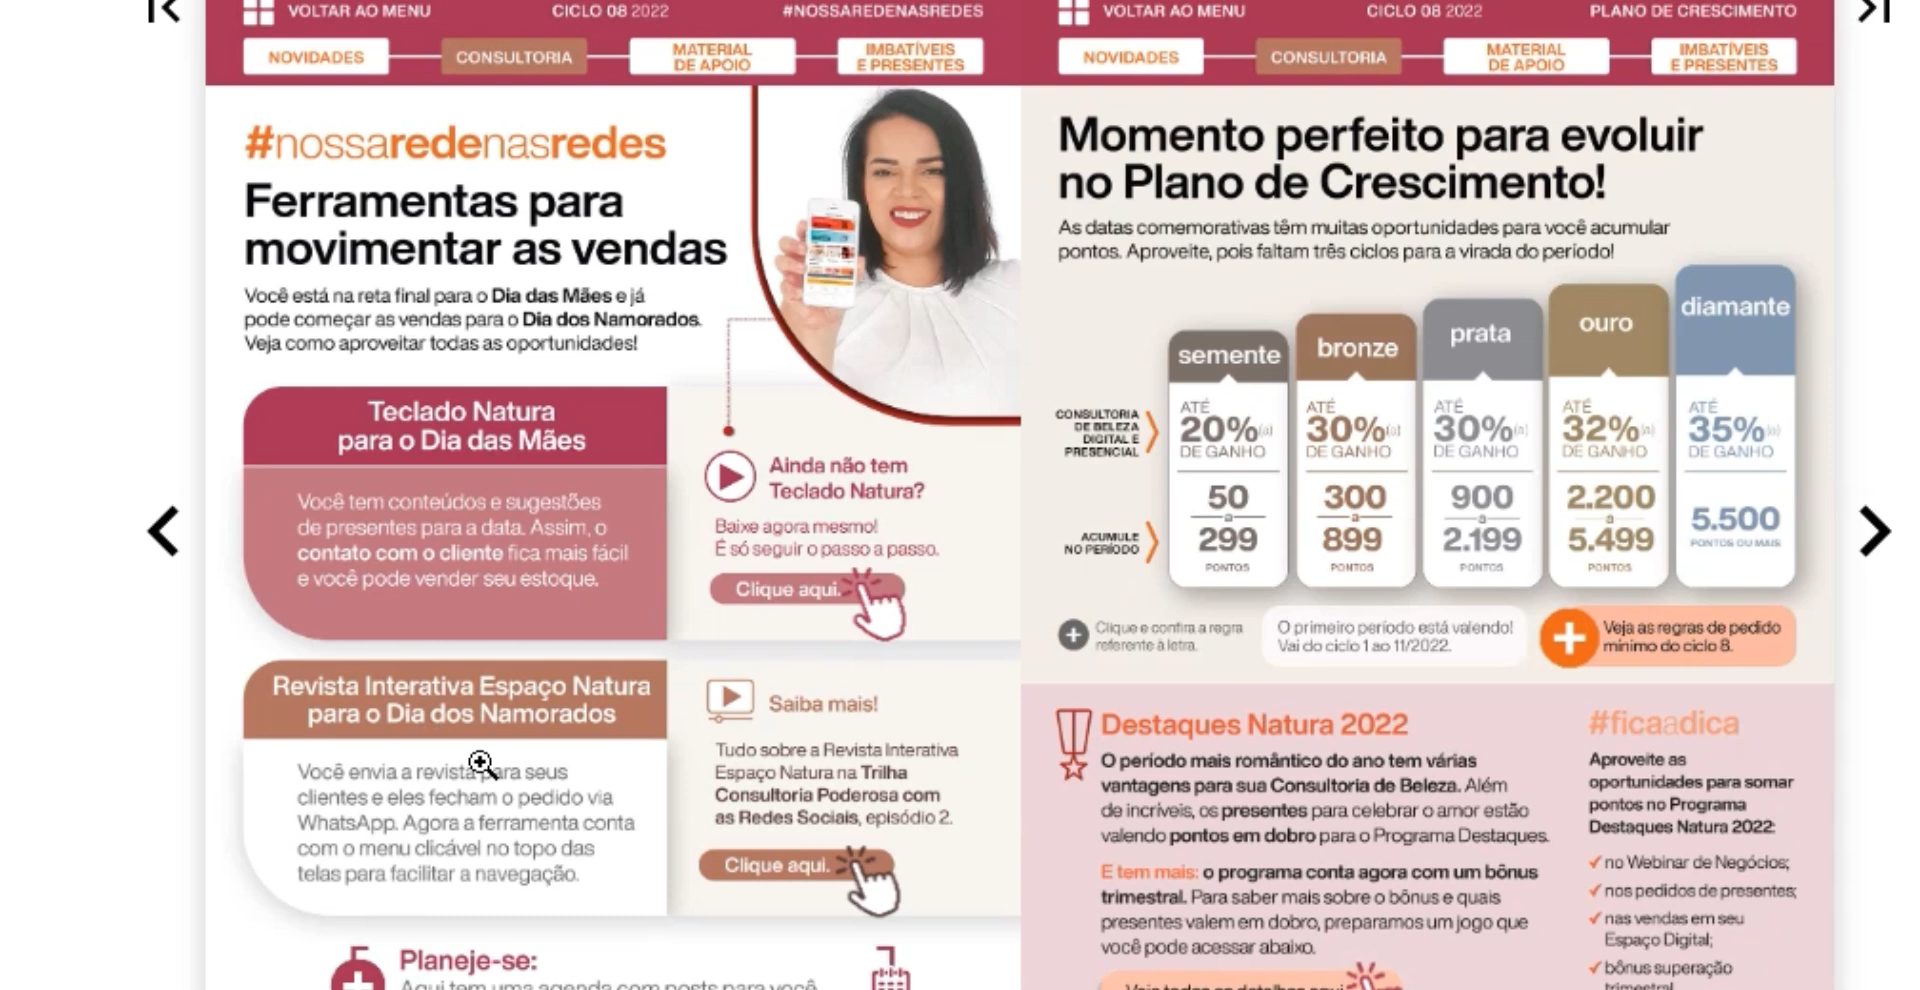 VOLTAR AO MENU
CICLO 08 2022
#NOSSAREDENASREDES
NOVIDADES
CONSULTORIA
MATERIAL
DE APOIO
IMBATÍVEIS
E PRESENTES
#nossaredenasredes
Ferramentas para
movimentar as vendas
Você está na reta final para o Dia das Mães e já
pode começar as vendas para o Dia dos Namorados.
Veja como aproveitar todas as oportunidades!
Teclado Natura
para o Dia das Mães
Você tem conteúdos e sugestões
de presentes para a data. Assim, o
contato com o cliente fica mais fácil
e você pode vender seu estoque.
Ainda não tem
Teclado Natura?
Baixe agora mesmo!
É só seguir o passo a passo.
Clique aqui.
Revista Interativa Espaço Natura
para o Dia dos Namorados
Você envia a revista para seus
clientes e eles fecham o pedido via
WhatsApp. Agora a ferramenta conta
com o menu clicável no topo das
telas para facilitar a navegação.
Saiba mais!
Tudo sobre a Revista Interativa
Espaço Natura na Trilha
Consultoria Poderosa com
as Redes Sociais, episódio 2.
Clique aqui.
Planeje-se:
Aqui tem uma agenda com posts para você
VOLTAR AO MENU
CICLO 08 2022
PLANO DE CRESCIMENTO
NOVIDADES
CONSULTORIA
MATERIAL
DE APOIO
IMBATÍVEIS
E PRESENTES
Momento perfeito para evoluir
no Plano de Crescimento!
As datas comemorativas têm muitas oportunidades para você acumular
pontos. Aproveite, pois faltam três ciclos para a virada do período!
semente
bronze
prata
ouro
diamante
CONSULTORIA
DE BELEZA
DIGITAL E
PRESENCIAL
ATÉ
20%(a)
DE GANHO
ATÉ
30%(a)
DE GANHO
ATÉ
30%(a)
DE GANHO
ATÉ
32%(a)
DE GANHO
ATÉ
35%(a)
DE GANHO
ACUMULE
NO PERÍODO
50
a
299
PONTOS
300
a
899
PONTOS
900
a
2.199
PONTOS
2.200
a
5.499
PONTOS
5.500
PONTOS OU MAIS
Clique e confira a regra
referente à letra.
O primeiro período está valendo!
Vai do ciclo 1 ao 11/2022.
Veja as regras de pedido
mínimo do ciclo 8.
Destaques Natura 2022
O período mais romântico do ano tem várias
vantagens para sua Consultoria de Beleza. Além
de incríveis, os presentes para celebrar o amor estão
valendo pontos em dobro para o Programa Destaques.
E tem mais: o programa conta agora com um bônus
trimestral. Para saber mais sobre o bônus e quais
presentes valem em dobro, preparamos um jogo que
você pode acessar abaixo.
Veja todos os detalhes aqui
#ficaadica
Aproveite as
oportunidades para somar
pontos no Programa
Destaques Natura 2022:
no Webinar de Negócios;
nos pedidos de presentes;
nas vendas em seu
Espaço Digital;
bônus superação
trimestral